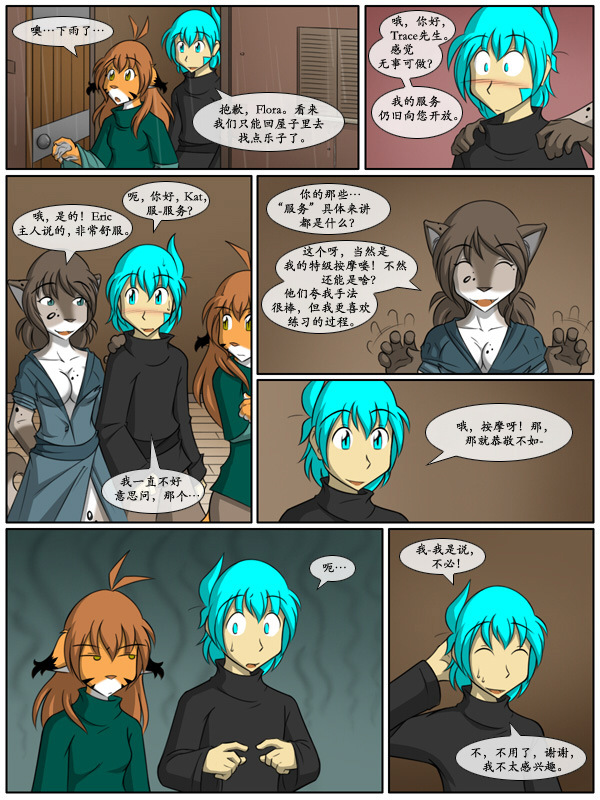 噢…下雨了…
抱歉，Flora。看来
我们只能回屋子里去
找点乐子了。
哦，你好，
Trace先生。
感觉
无事可做？
我的服务
仍旧向您开放。
哦，是的！Eric
主人说的，非常舒服。
呃，你好，Kat，
服-服务？
我一直不好
意思问，那个…
你的那些…
“服务”具体来讲
都是什么？
这个呀，当然是
我的特级按摩喽！不然
还能是啥？
他们夸我手法
很棒，但我更喜欢
练习的过程。
哦，按摩呀！那，
那就恭敬不如-
呃…
我-我是说，
不必！
不，不用了，谢谢，
我不太感兴趣。